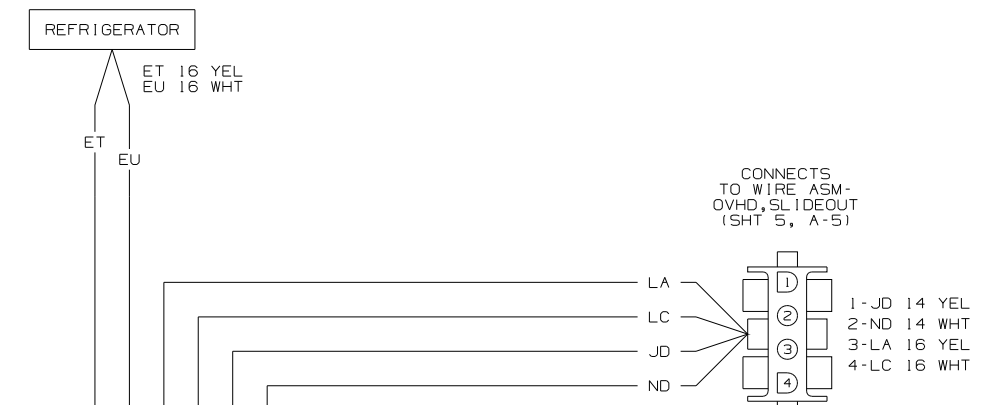 REFRIGERATOR
ET 16 YEL
EU 16 WHT
ET
EU
CONNECTS
TO WIRE ASM-
OVHD,SLIDEOUT
(SHT 5, A-5)
LA
LC
JD
ND
1
2
3
4
1-JD 14 YEL
2-ND 14 WHT
3-LA 16 YEL
4-LC 16 WHT